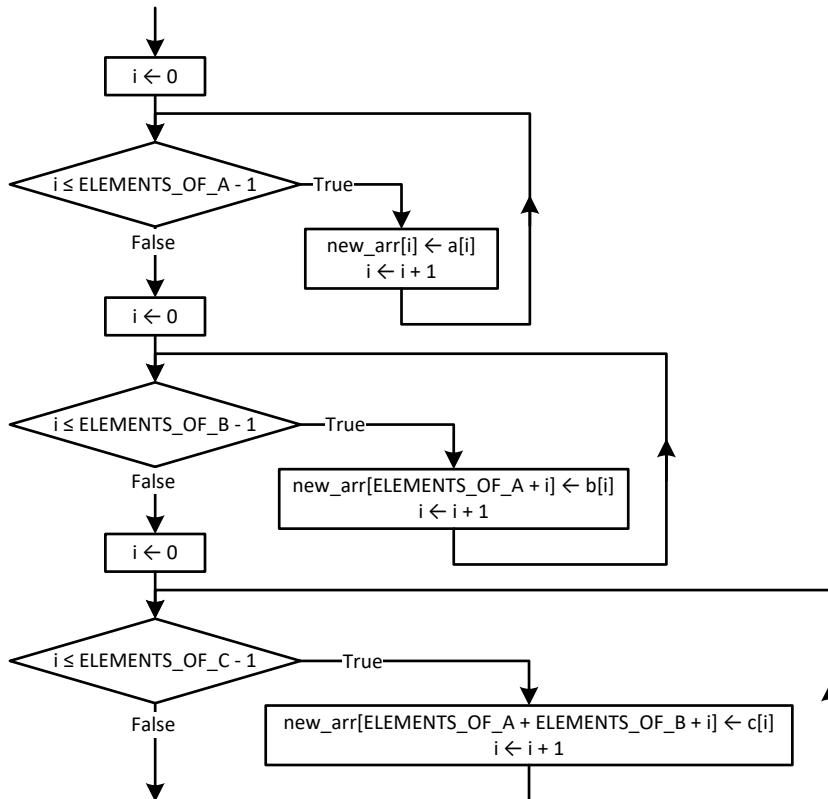 i ← 0
i ≤ ELEMENTS_OF_A - 1
True
False
new_arr[i] ← a[i]
i ← i + 1
i ← 0
i ≤ ELEMENTS_OF_B - 1
True
False
new_arr[ELEMENTS_OF_A + i] ← b[i]
i ← i + 1
i ← 0
i ≤ ELEMENTS_OF_C - 1
True
False
new_arr[ELEMENTS_OF_A + ELEMENTS_OF_B + i] ← c[i]
i ← i + 1